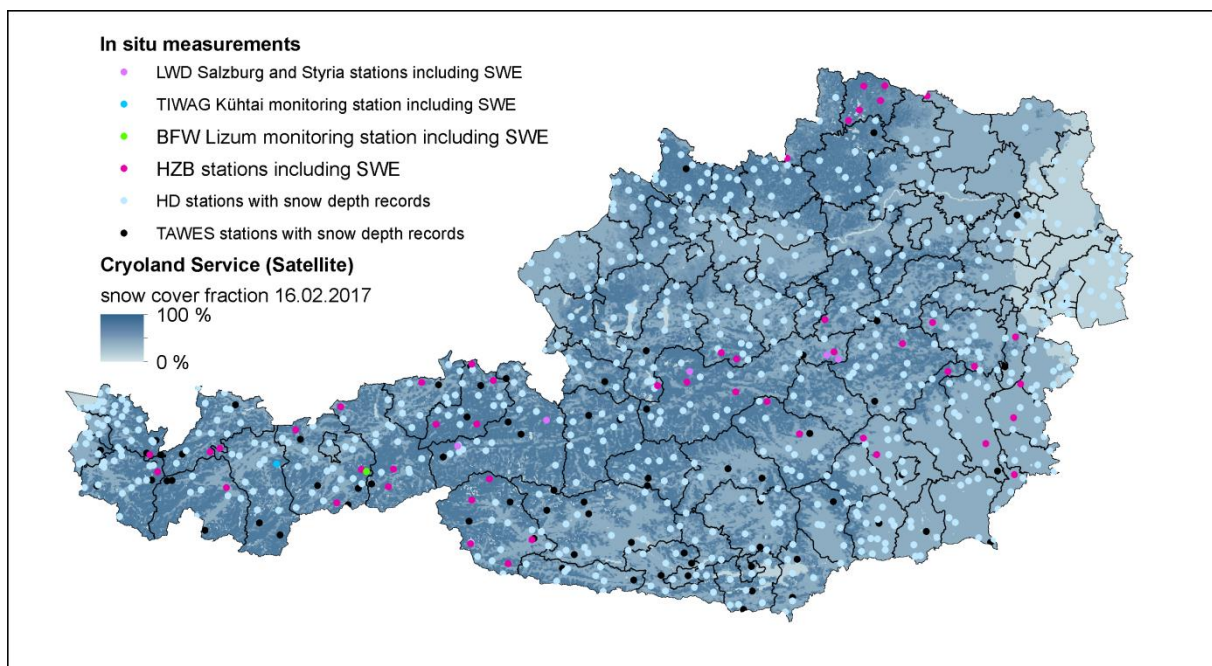 In situ measurements
LWD Salzburg and Styria stations including SWE
TIWAG Kühtai monitoring station including SWE
BFW Lizum monitoring station including SWE
HZB stations including SWE
HD stations with snow depth records
TAWES stations with snow depth records
Cryoland Service (Satellite)
snow cover fraction 16.02.2017
100 %
0 %